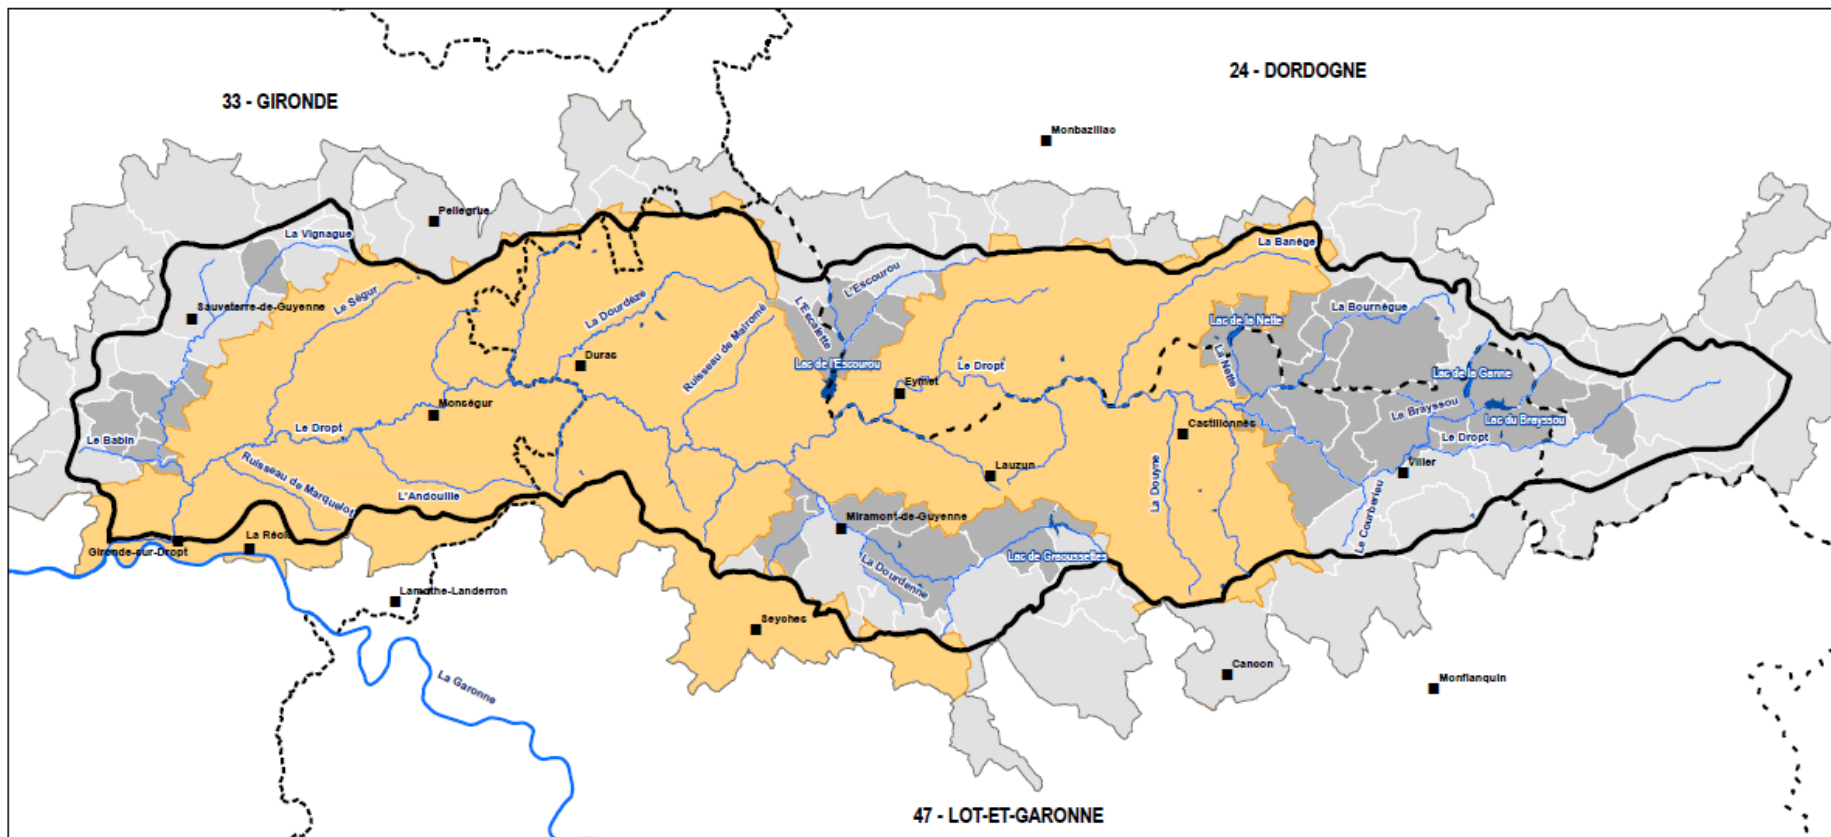 24 - DORDOGNE
33 - GIRONDE
Monbazillac
Pellegrue
La Vignague
La Banège
L'Escourou
Le Ségur
La Dourdèze
L'Escalette
Sauveterre-de-Guyenne
La Bournègue
Lac de la Nette
Ruisseau de Malromé
Duras
La Nette
Lac de l'Escourou
Le Dropt
Lac de la Ganne
Eymet
Monségur
Le Brayssou
Lac du Brayssou
Castillonnès
Le Dropt
Le Dropt
Le Babin
Viller
Lauzun
Ruisseau de Marquelot
L'Andouille
La Douyne
Le Courberieu
Miramont-de-Guyenne
La Réole
Gironde-sur-Dropt
Lac de Graousselles
La Dourdenne
Lamothe-Landerron
Seyches
Cancon
Monflanquin
La Garonne
47 - LOT-ET-GARONNE